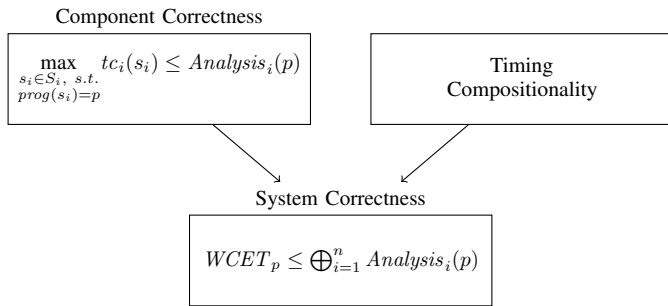 Component Correctness
max tc_i(s_i) ≤ Analysis_i(p)
s_i∈S_i, s.t.
prog(s_i)=p
Timing
Compositionality
System Correctness
WCET_p ≤ ⊕_{i=1}^{n} Analysis_i(p)